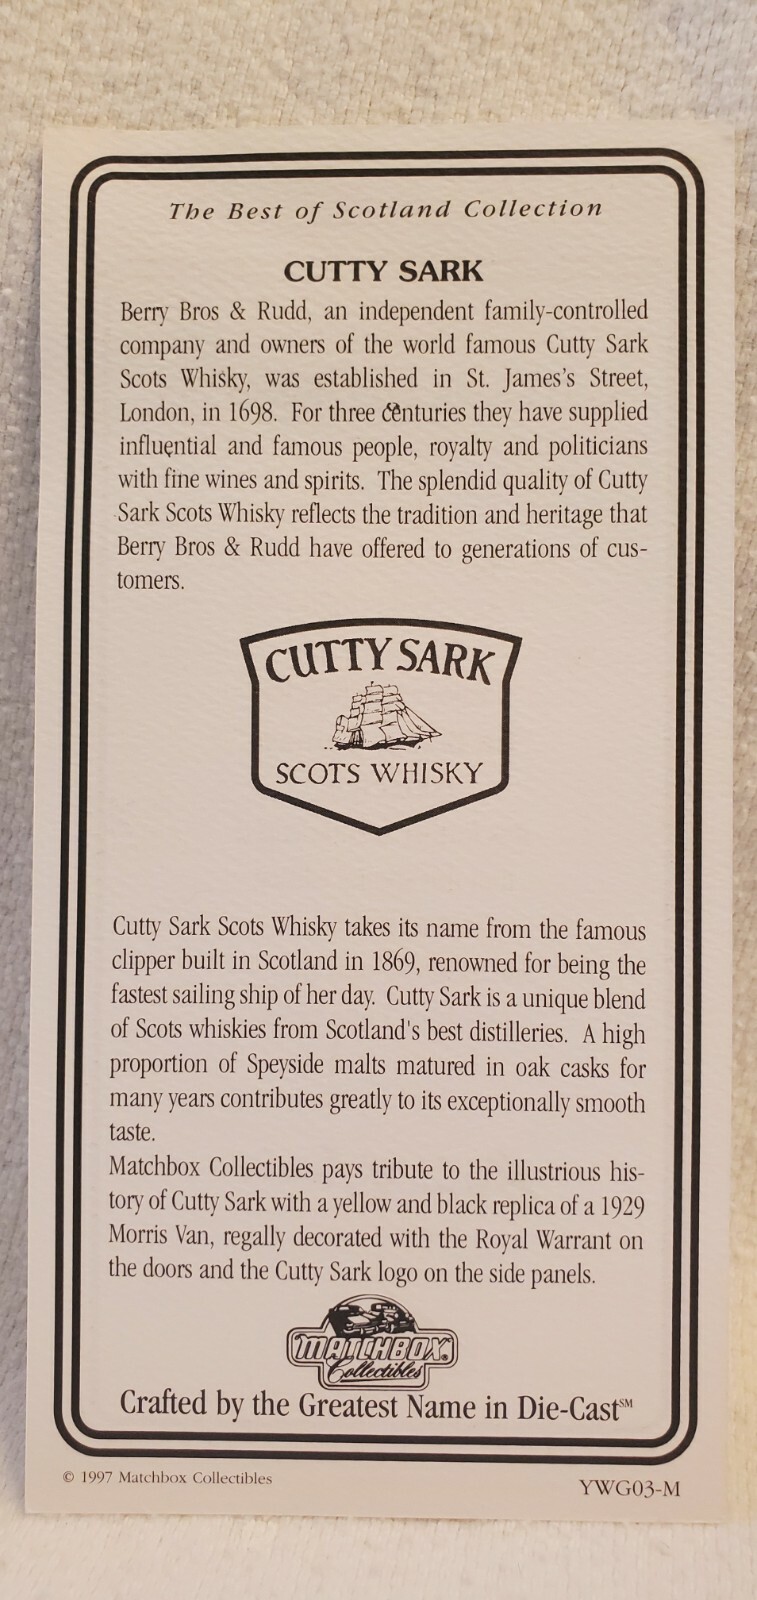 The Best of Scotland Collection
CUTTY SARK
Berry Bros & Rudd, an independent family-controlled
company and owners of the world famous Cutty Sark
Scots Whisky, was established in St. James's Street,
London, in 1698. For three centuries they have supplied
influential and famous people, royalty and politicians
with fine wines and spirits. The splendid quality of Cutty
Sark Scots Whisky reflects the tradition and heritage that
Berry Bros & Rudd have offered to generations of cus-
tomers.
CUTTY SARK
SCOTS WHISKY
Cutty Sark Scots Whisky takes its name from the famous
clipper built in Scotland in 1869, renowned for being the
fastest sailing ship of her day. Cutty Sark is a unique blend
of Scots whiskies from Scotland's best distilleries. A high
proportion of Speyside malts matured in oak casks for
many years contributes greatly to its exceptionally smooth
taste.
Matchbox Collectibles pays tribute to the illustrious his-
tory of Cutty Sark with a yellow and black replica of a 1929
Morris Van, regally decorated with the Royal Warrant on
the doors and the Cutty Sark logo on the side panels.
MATCHBOX®
Collectibles
Crafted by the Greatest Name in Die-Cast℠
© 1997 Matchbox Collectibles
YWG03-M